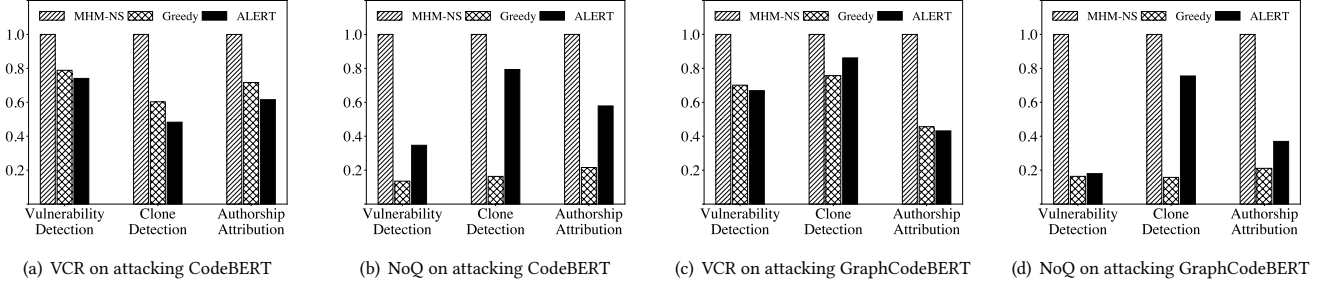 MHM-NS Greedy ALERT
1.0
0.8
0.6
0.4
0.2
Vulnerability Clone Authorship
Detection Detection Attribution
(a) VCR on attacking CodeBERT
MHM-NS Greedy ALERT
1.0
0.8
0.6
0.4
0.2
Vulnerability Clone Authorship
Detection Detection Attribution
(b) NoQ on attacking CodeBERT
MHM-NS Greedy ALERT
1.0
0.8
0.6
0.4
0.2
Vulnerability Clone Authorship
Detection Detection Attribution
(c) VCR on attacking GraphCodeBERT
MHM-NS Greedy ALERT
1.0
0.8
0.6
0.4
0.2
Vulnerability Clone Authorship
Detection Detection Attribution
(d) NoQ on attacking GraphCodeBERT